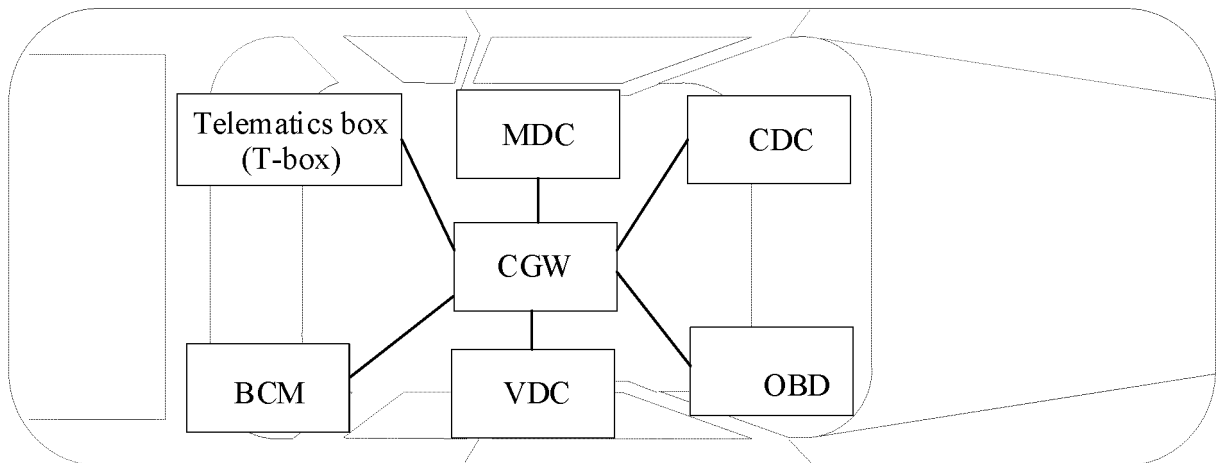 Telematics box
(T-box)
MDC
CDC
CGW
BCM
VDC
OBD